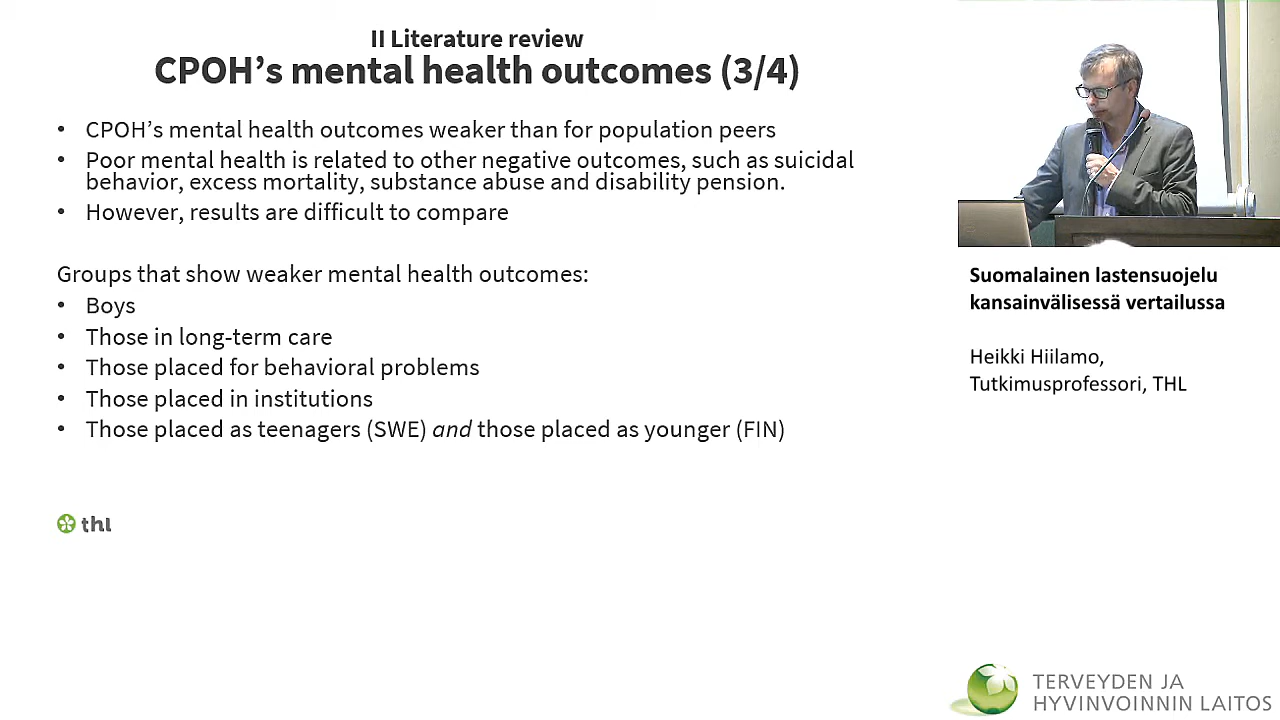 II Literature review
CPOH’s mental health outcomes (3/4)
• CPOH’s mental health outcomes weaker than for population peers
• Poor mental health is related to other negative outcomes, such as suicidal
behavior, excess mortality, substance abuse and disability pension.
• However, results are difficult to compare
Groups that show weaker mental health outcomes:
• Boys
• Those in long-term care
• Those placed for behavioral problems
• Those placed in institutions
• Those placed as teenagers (SWE) and those placed as younger (FIN)
thl
Suomalainen lastensuojelu
kansainvälisessä vertailussa
Heikki Hiilamo,
Tutkimusprofessori, THL
TERVEYDEN JA
HYVINVOINNIN LAITOS